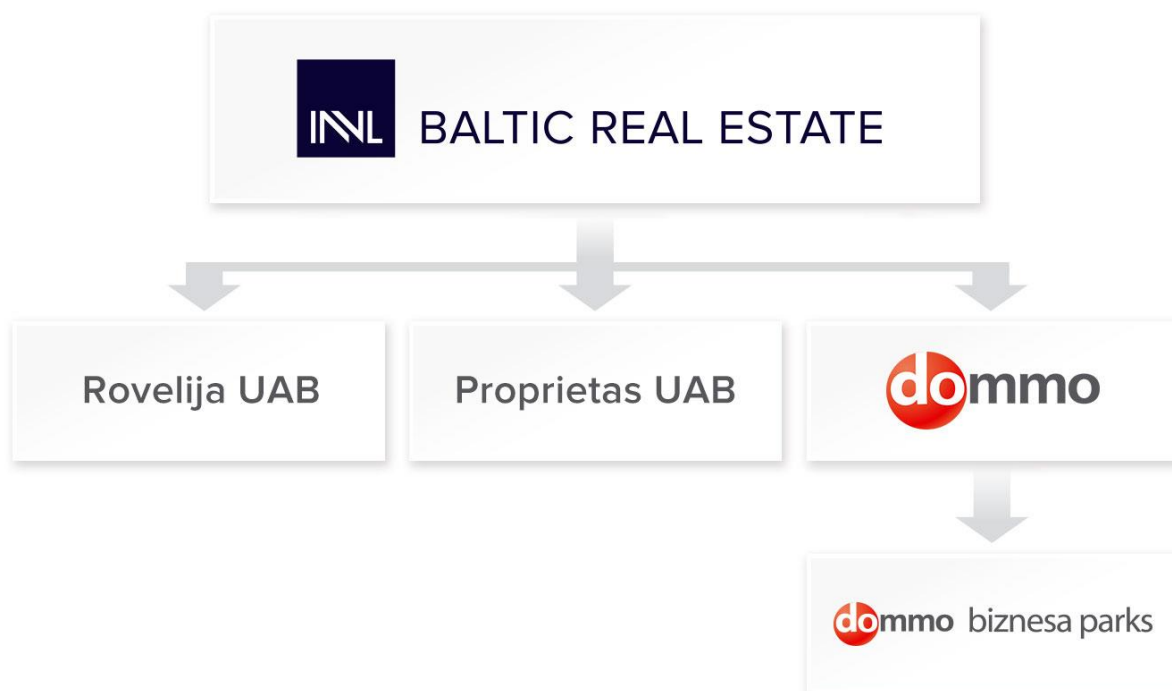 INVL BALTIC REAL ESTATE
Rovelija UAB
Proprietas UAB
dommo
dommo biznesa parks